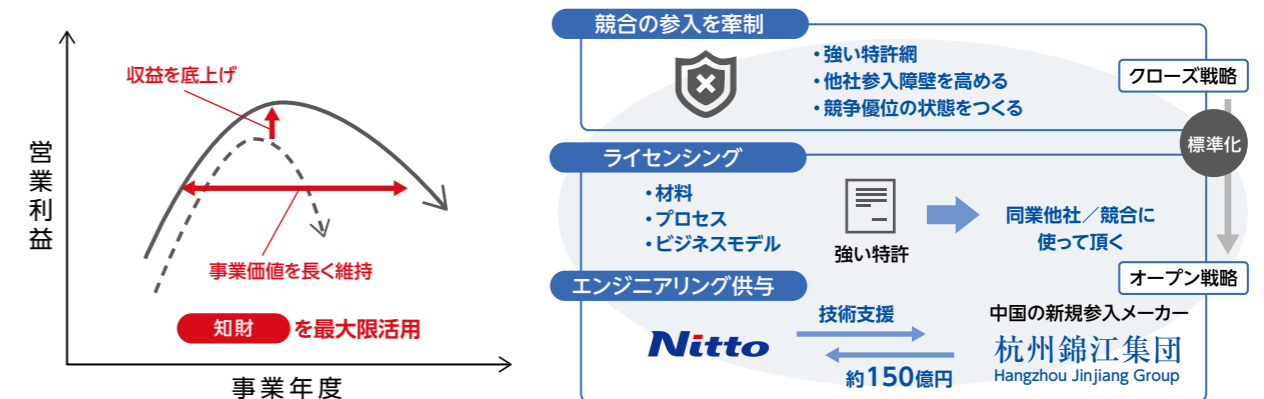 収益を底上げ
営業利益
事業価値を長く維持
知財 を最大限活用
事業年度
競合の参入を牽制
・強い特許網
・他社参入障壁を高める
・競争優位の状態をつくる
クローズ戦略
標準化
ライセンシング
・材料
・プロセス
・ビジネスモデル
強い特許
同業他社／競合に
使って頂く
オープン戦略
エンジニアリング供与
Nitto
技術支援
約150億円
中国の新規参入メーカー
杭州錦江集団
Hangzhou Jinjiang Group